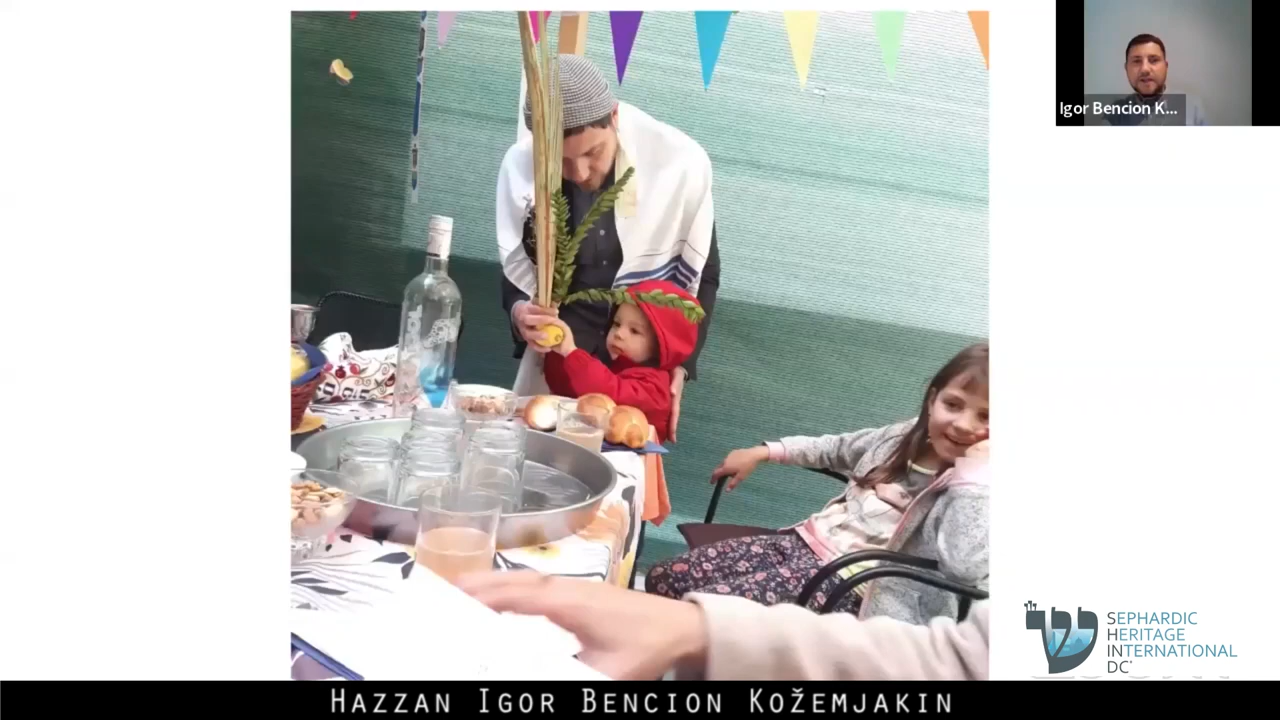 Igor Bencion K...
SEPHARDIC
HERITAGE
INTERNATIONAL
DC
HAZZAN IGOR BENCION KOŽEMJAKIN